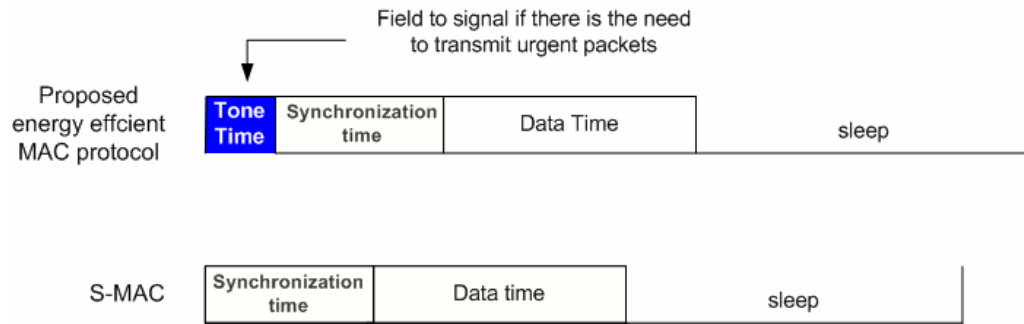 Field to signal if there is the need
to transmit urgent packets
Proposed
energy effcient
MAC protocol
Tone
Time
Synchronization
time
Data Time
sleep
S-MAC
Synchronization
time
Data time
sleep